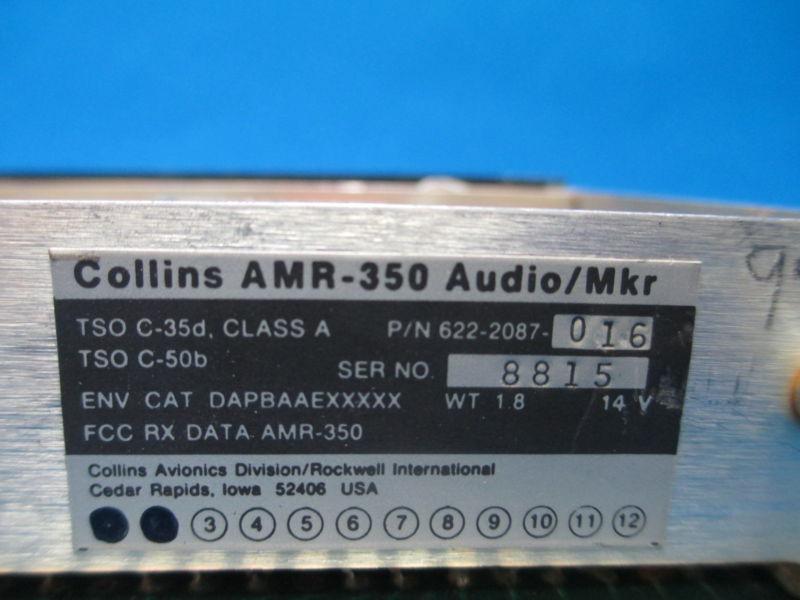 Collins AMR-350 Audio/Mkr
TSO C-35d, CLASS A P/N 622-2087-016
TSO C-50b SER NO. 8815
ENV CAT DAPBAAEXXXXX WT 1.8 14 V
FCC RX DATA AMR-350
Collins Avionics Division/Rockwell International
Cedar Rapids, Iowa 52406 USA
3 4 5 6 7 8 9 10 11 12